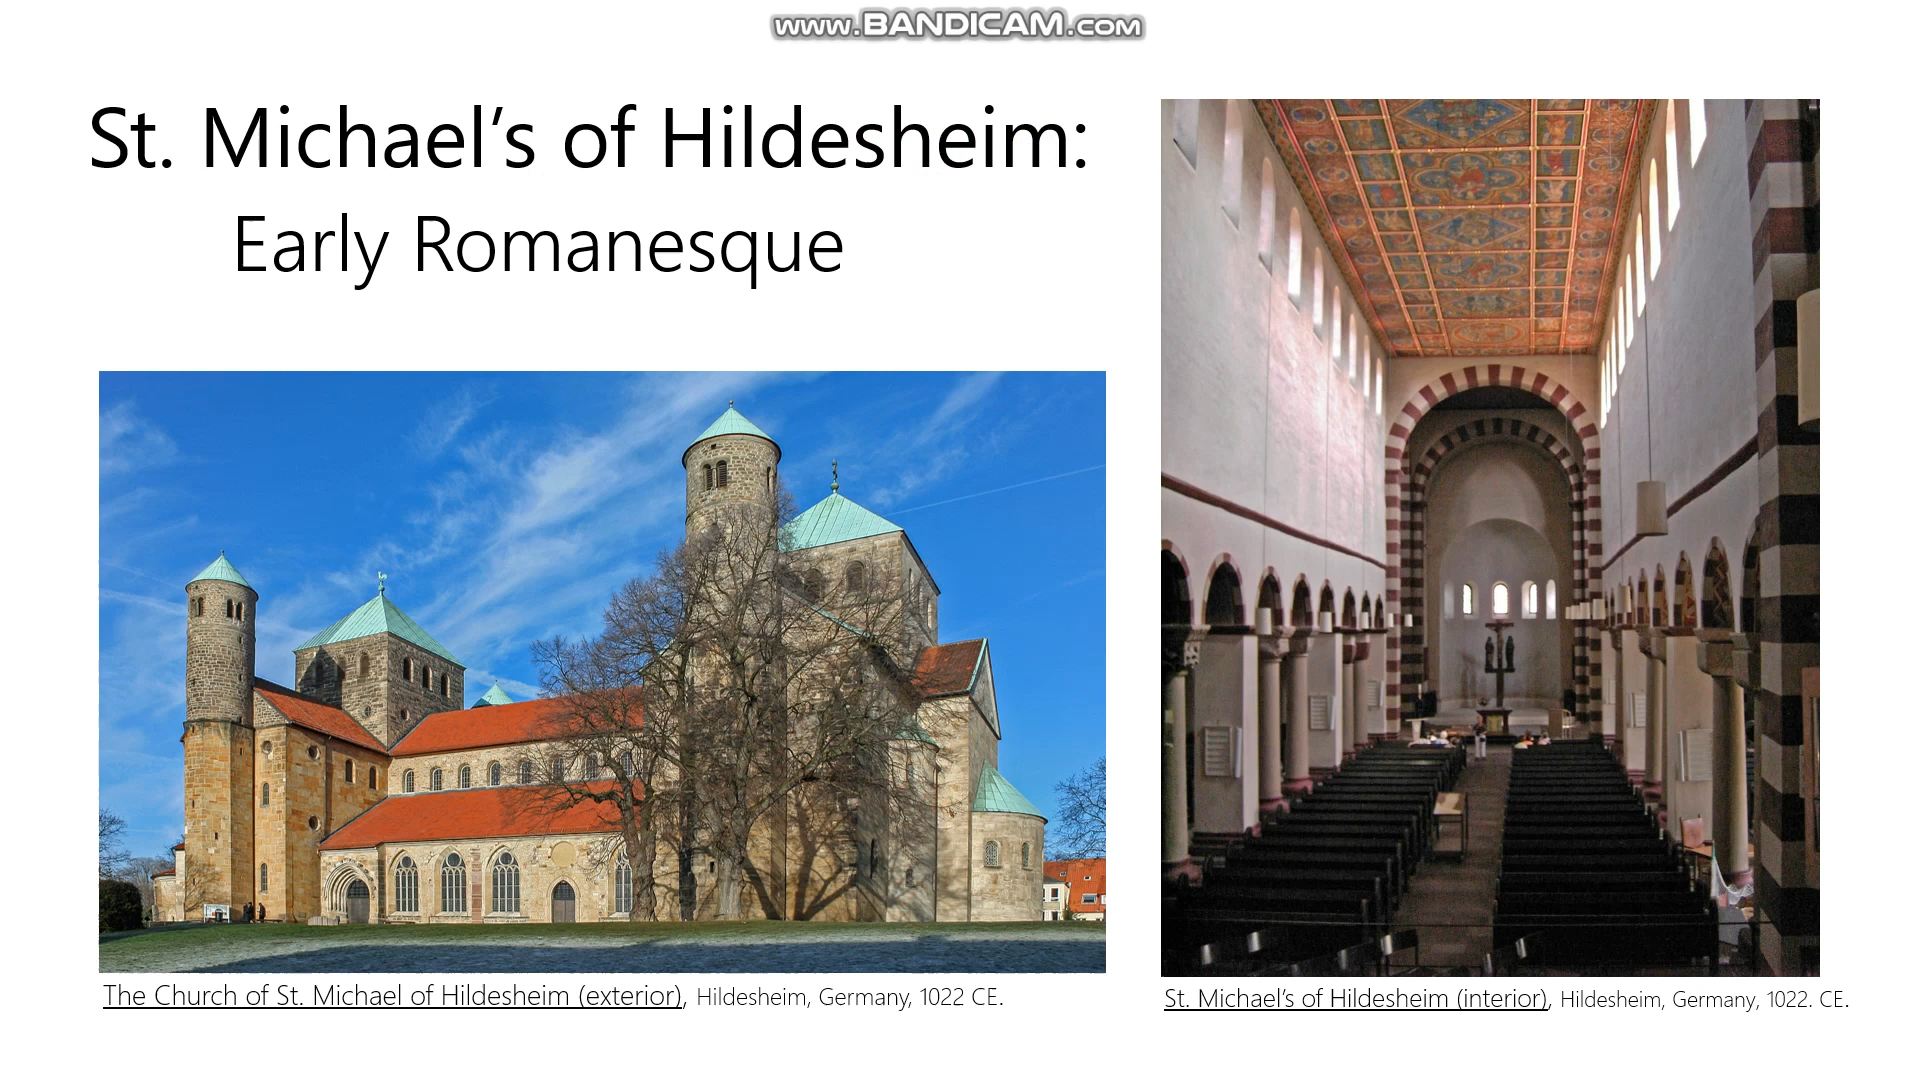 www.BANDICAM.com
St. Michael’s of Hildesheim:
Early Romanesque
The Church of St. Michael of Hildesheim (exterior), Hildesheim, Germany, 1022 CE.
St. Michael’s of Hildesheim (interior), Hildesheim, Germany, 1022. CE.